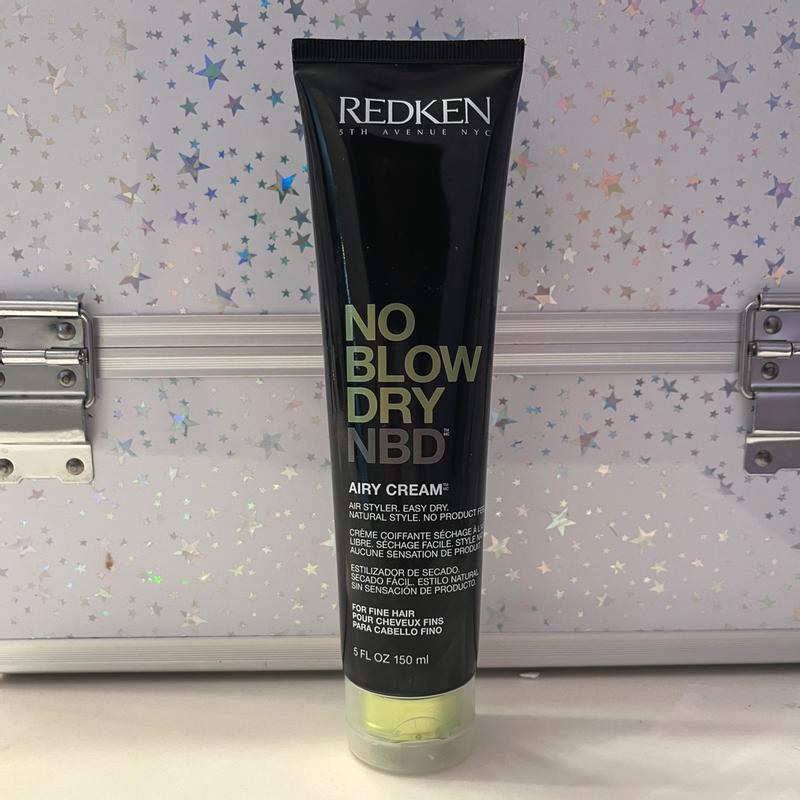 REDKEN
5TH AVENUE NYC
NO
BLOW
DRY
NBD
AIRY CREAM
AIR STYLER. EASY DRY.
NATURAL STYLE. NO PRODUCT
CRÈME COIFFANTE SÉCHAGE À
LIBRE. SÉCHAGE FACILE. STYLE
AUCUNE SENSATION DE PRODUIT
ESTILIZADOR DE SECADO.
SECADO FÁCIL. ESTILO NATURAL.
SIN SENSACIÓN DE PRODUCTO.
FOR FINE HAIR
POUR CHEVEUX FINS
PARA CABELLO FINO
5 FL OZ 150 ml